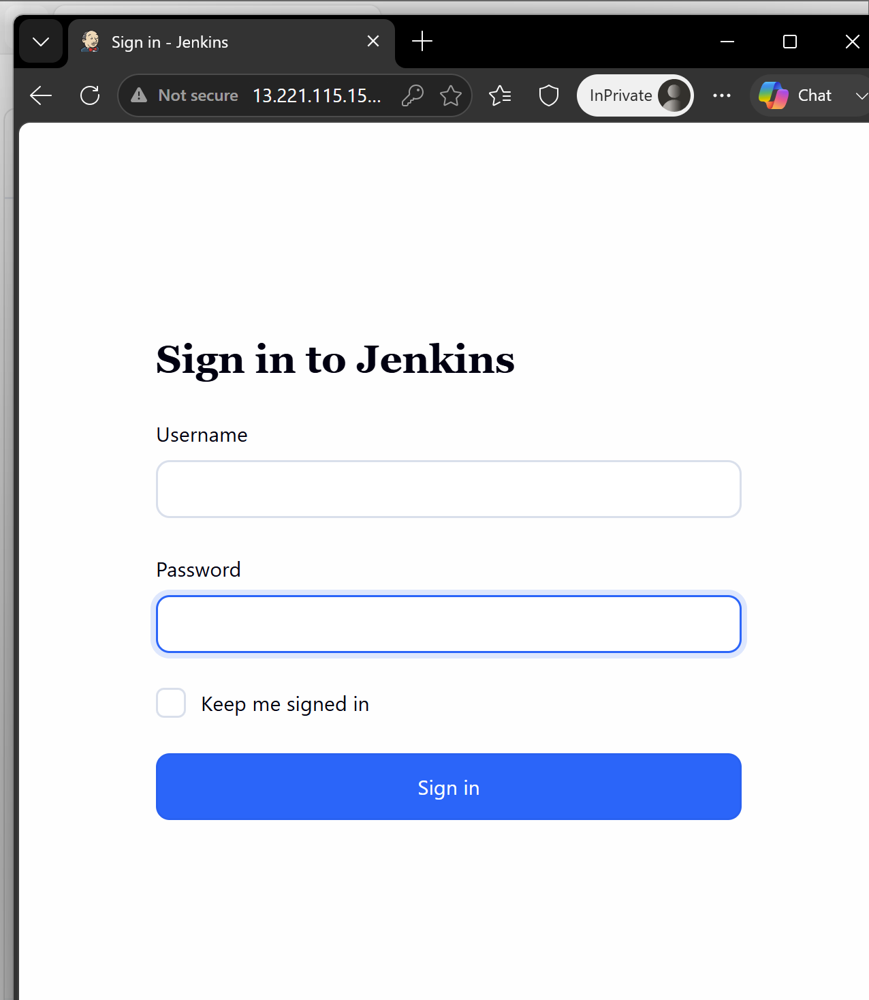 Sign in - Jenkins
Not secure 13.221.115.15... InPrivate Chat
Sign in to Jenkins
Username
Password
Keep me signed in
Sign in